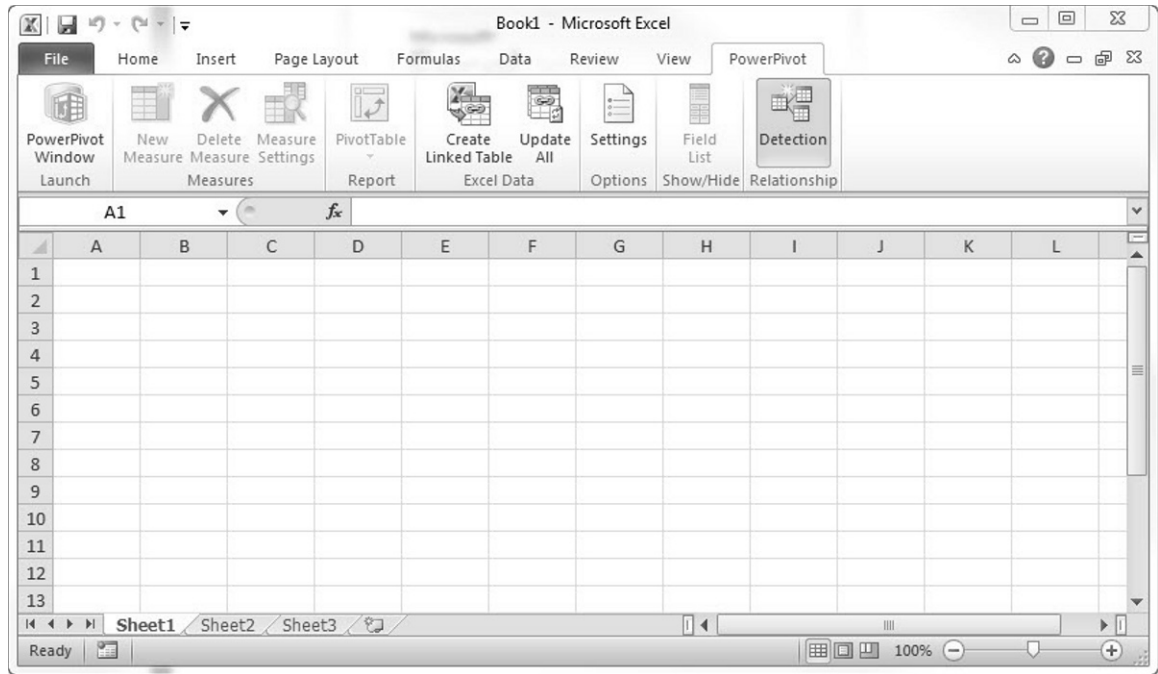 Book1 - Microsoft Excel
File Home Insert Page Layout Formulas Data Review View PowerPivot
PowerPivot New Delete Measure PivotTable Create Update Settings Field Detection
Window Measure Measure Settings Linked Table All List
Launch Measures Report Excel Data Options Show/Hide Relationship
A1 fx
A B C D E F G H I J K L
1
2
3
4
5
6
7
8
9
10
11
12
13
Sheet1 Sheet2 Sheet3
Ready 100%